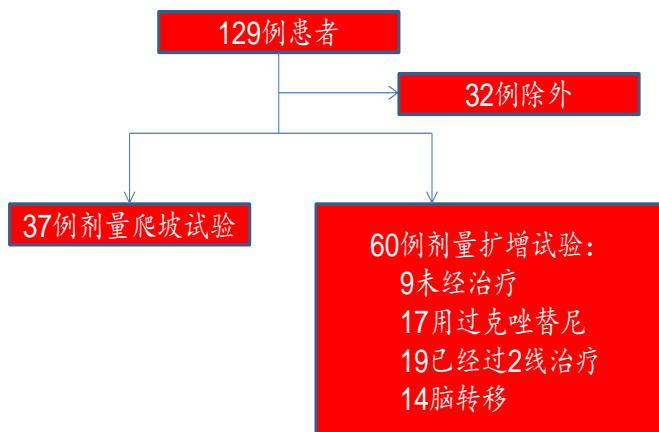 129例患者
32例除外
37例剂量爬坡试验
60例剂量扩增试验：
9未经治疗
17用过克唑替尼
19已经过2线治疗
14脑转移